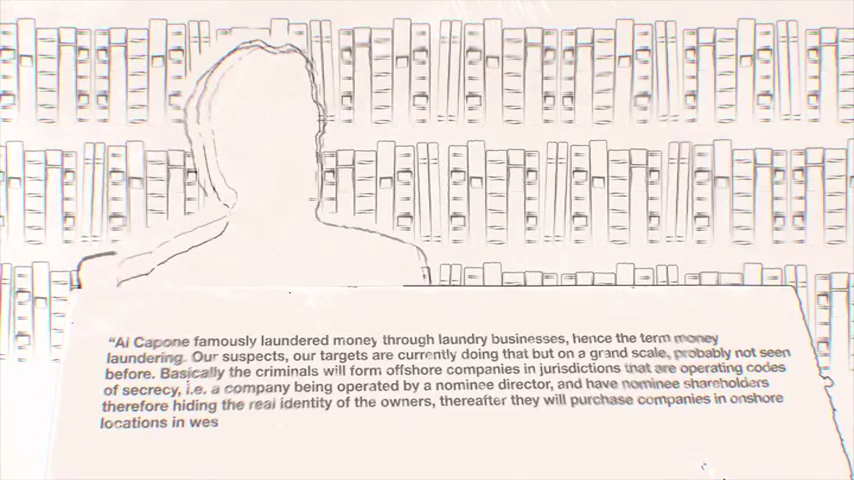 “Al Capone famously laundered money through laundry businesses, hence the term money
laundering. Our suspects, our targets are currently doing that but on a grand scale, probably not seen
before. Basically the criminals will form offshore companies in jurisdictions that are operating codes
of secrecy, i.e. a company being operated by a nominee director, and have nominee shareholders
therefore hiding the real identity of the owners, thereafter they will purchase companies in onshore
locations in wes